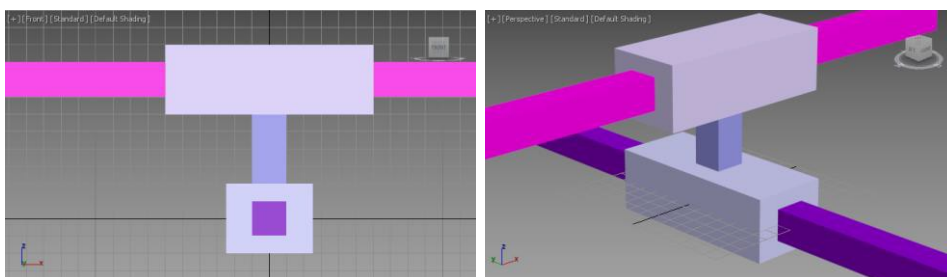 [+] [Front] [Standard] [Default Shading]
[+] [Perspective] [Standard] [Default Shading]
z
x
z
y
x